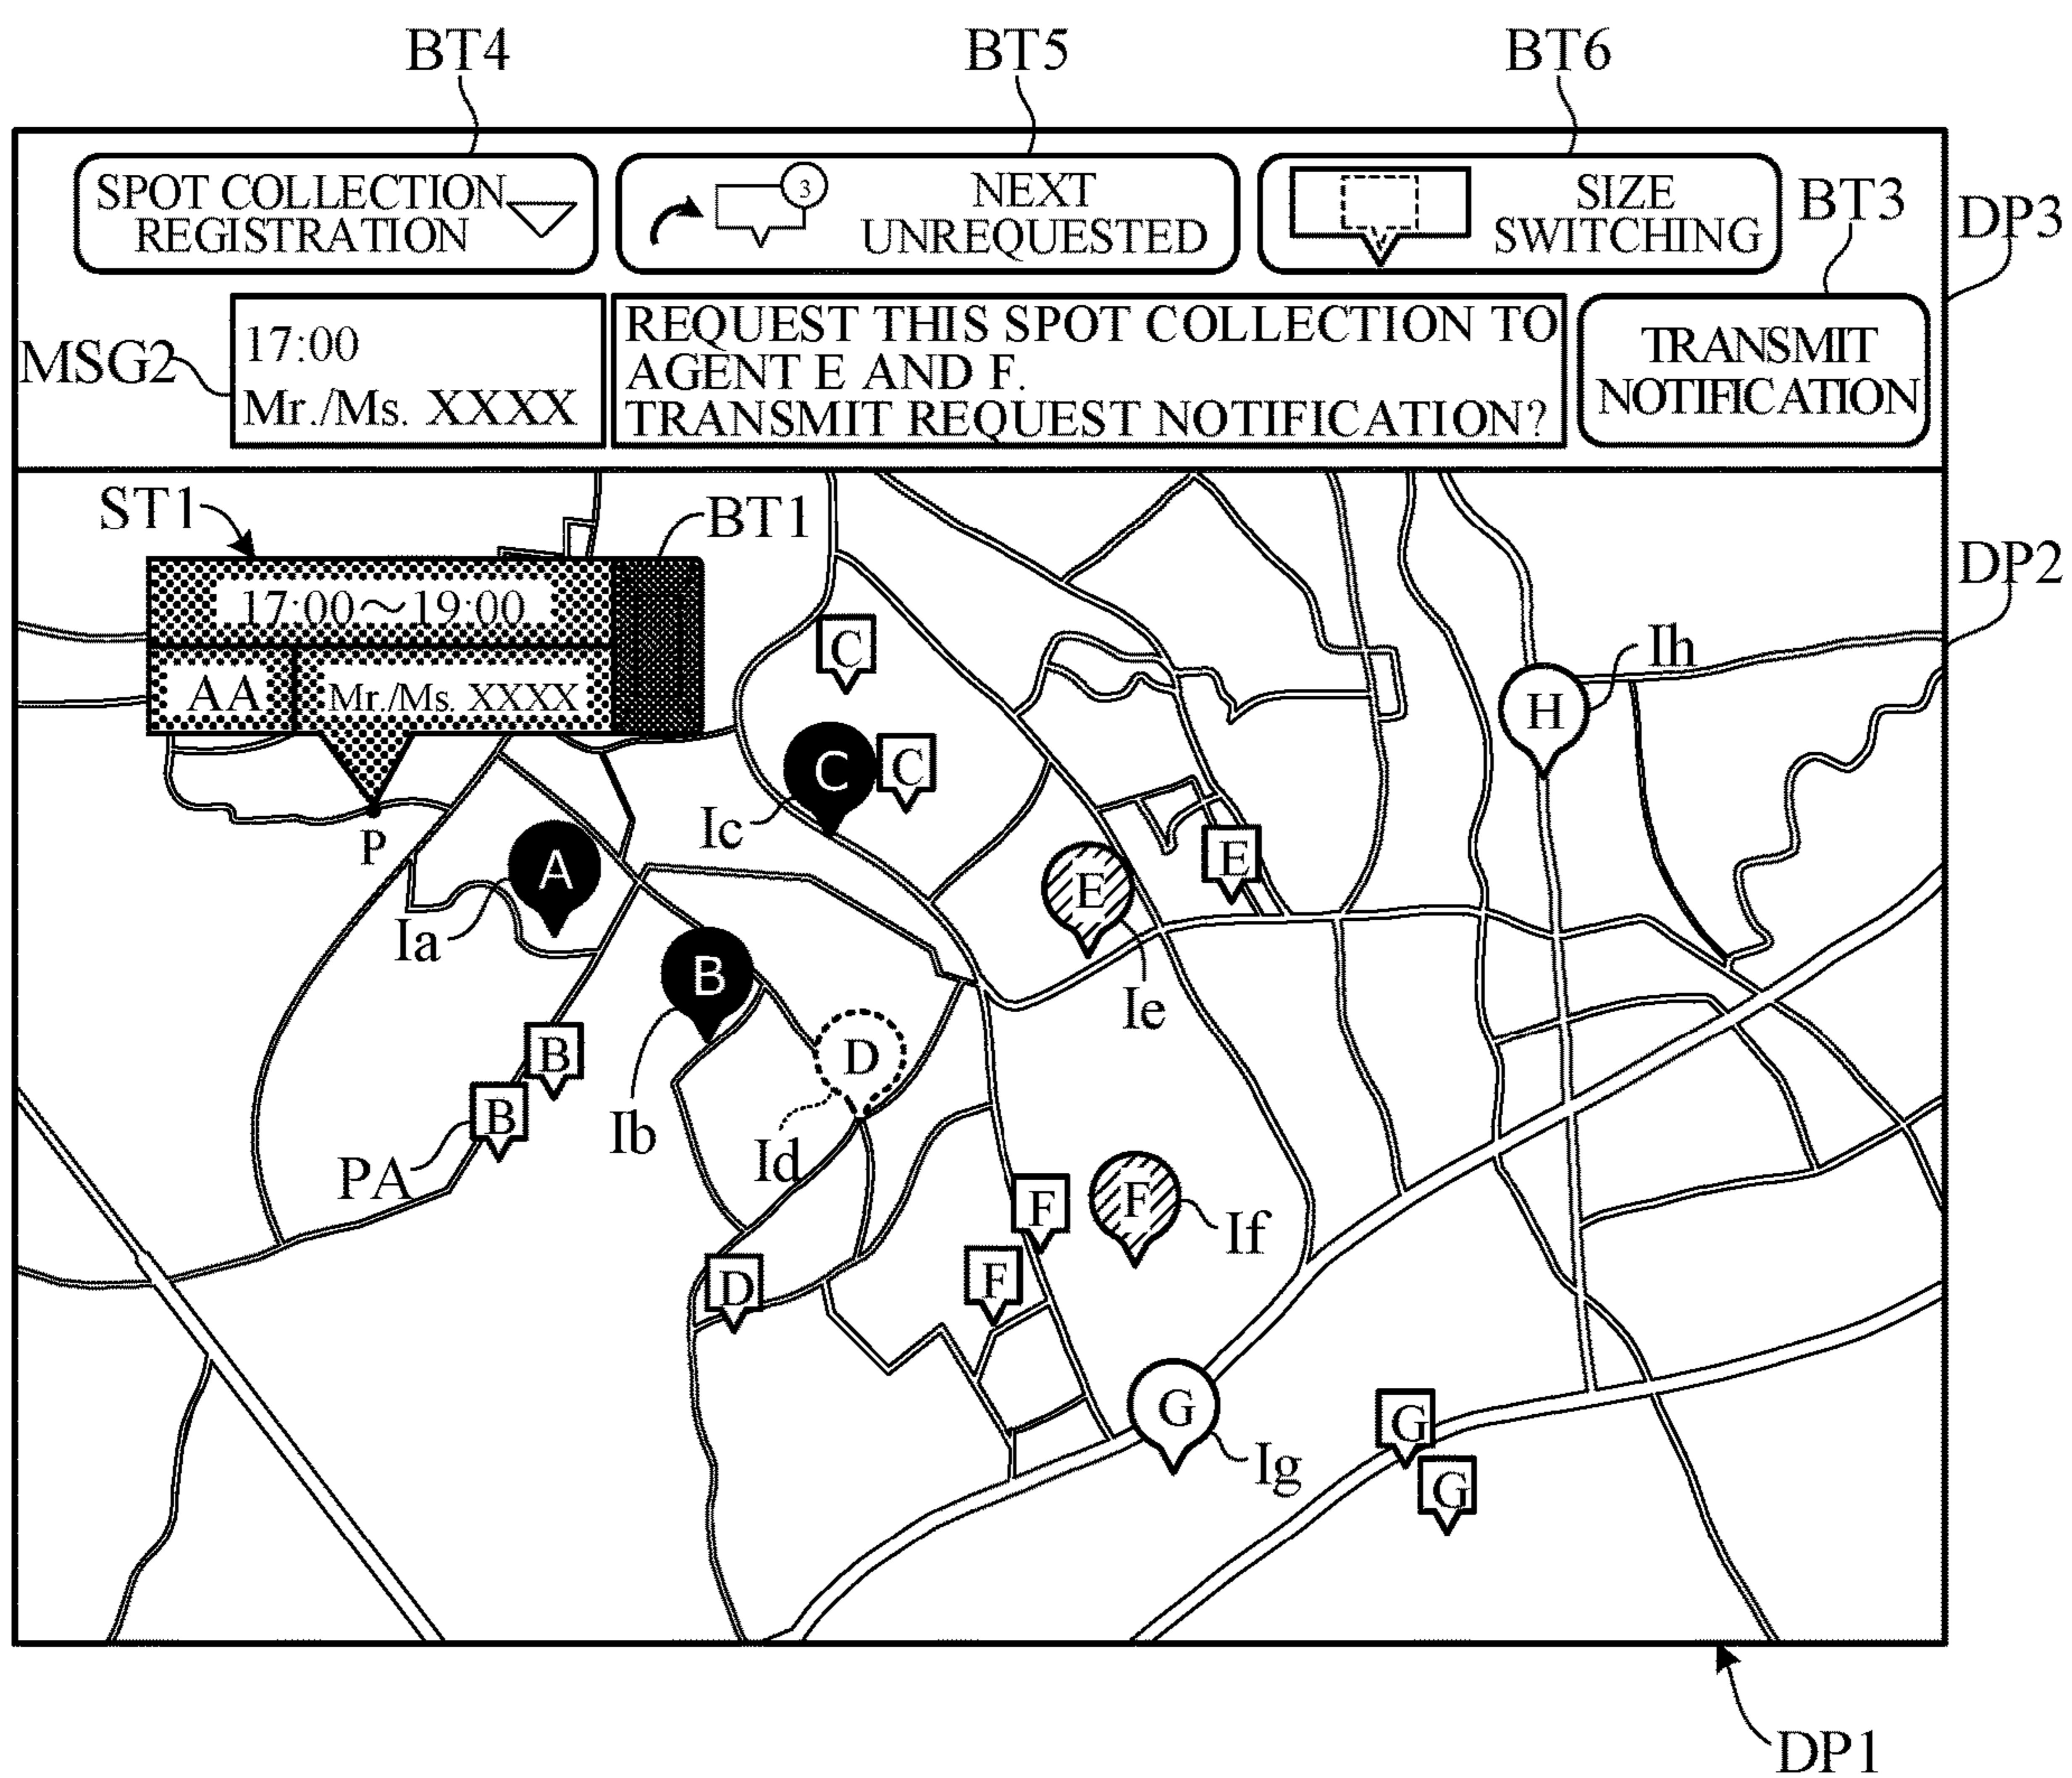 BT4
BT5
BT6
SPOT COLLECTION
REGISTRATION
3
NEXT
UNREQUESTED
SIZE
SWITCHING
BT3
DP3
MSG2
17:00
Mr./Ms. XXXX
REQUEST THIS SPOT COLLECTION TO
AGENT E AND F.
TRANSMIT REQUEST NOTIFICATION?
TRANSMIT
NOTIFICATION
ST1
BT1
DP2
17:00～19:00
AA
Mr./Ms. XXXX
C
Ih
H
C
C
Ic
P
A
E
E
Ia
B
Ie
B
D
B
Ib
Id
PA
F
F
If
D
F
G
G
Ig
G
DP1